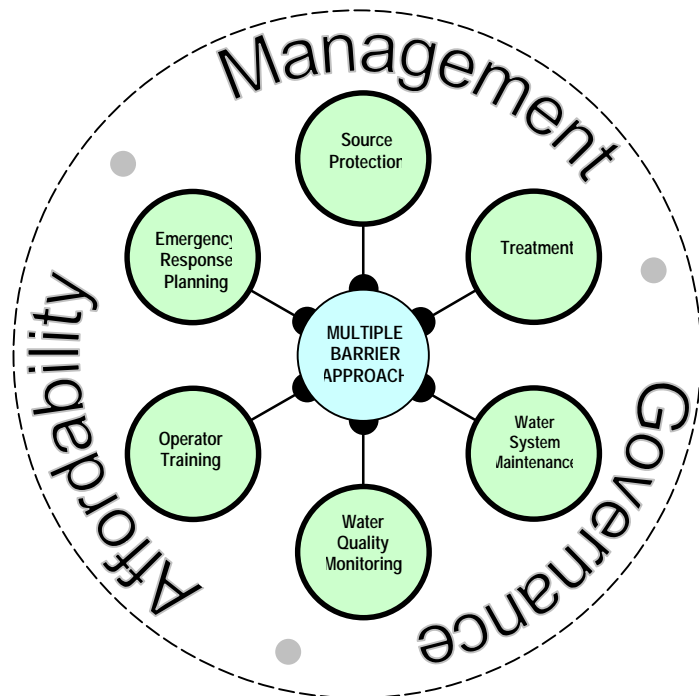 Management
Source
Protection
Treatment
Water
System
Maintenance
Governance
Water
Quality
Monitoring
Operator
Training
Affordability
Emergency
Response
Planning
MULTIPLE
BARRIER
APPROACH